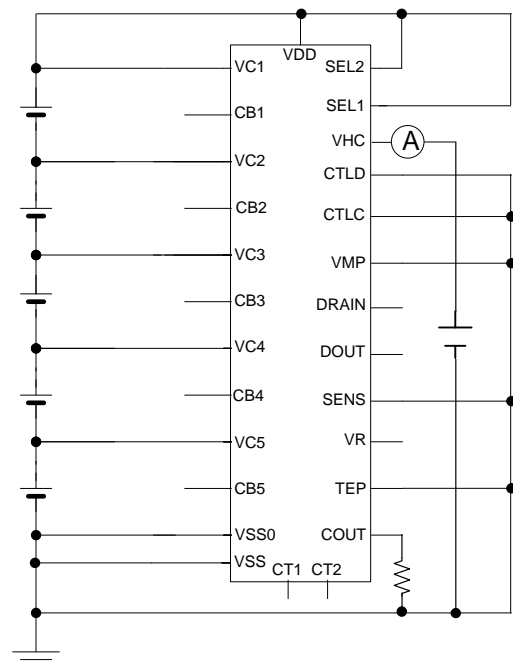 VDD
VC1
SEL2
CB1
SEL1
VHC
A
VC2
CTLD
CB2
CTLC
VC3
VMP
CB3
DRAIN
VC4
DOUT
CB4
SENS
VC5
VR
CB5
TEP
VSS0
COUT
VSS
CT1
CT2